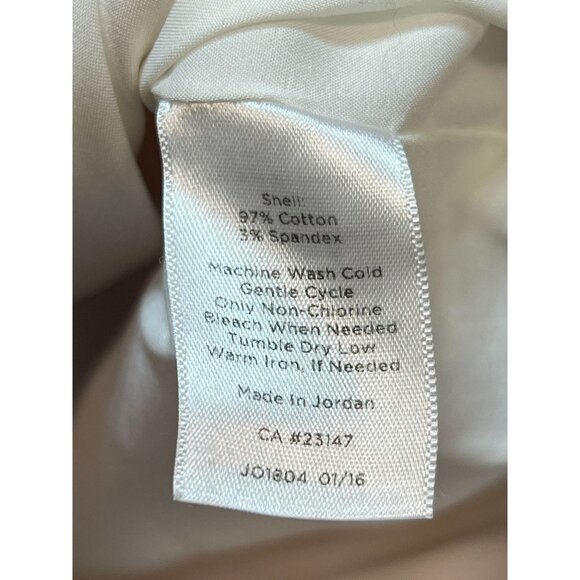 Shell:
97% Cotton
3% Spandex
Machine Wash Cold
Gentle Cycle
Only Non-Chlorine
Bleach When Needed
Tumble Dry Low
Warm Iron, If Needed
Made In Jordan
CA #23147
JO1804 01/16